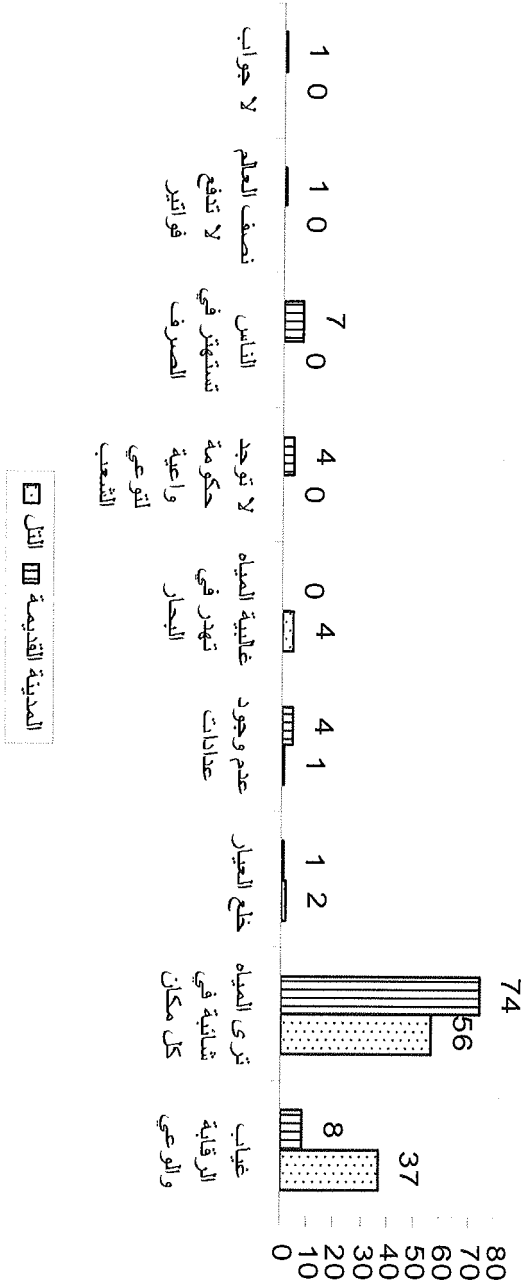 80
70
60
50
40
30
20
10
0
37
8
56
74
2
1
1
4
4
0
0
4
0
7
0
1
0
1
غياب
الرقابة
والوعي
ترى المياه
شاتية في
كل مكان
خلع العيار
عدم وجود
عدادات
غالبية المياه
تهدر في
البحار
لا توجد
حكومة
واعية
لتوعي
الشعب
الناس
تستهتر في
الصرف
نصف العالم
لا تدفع
فواتير
لا جواب
المدينة القديمة التل